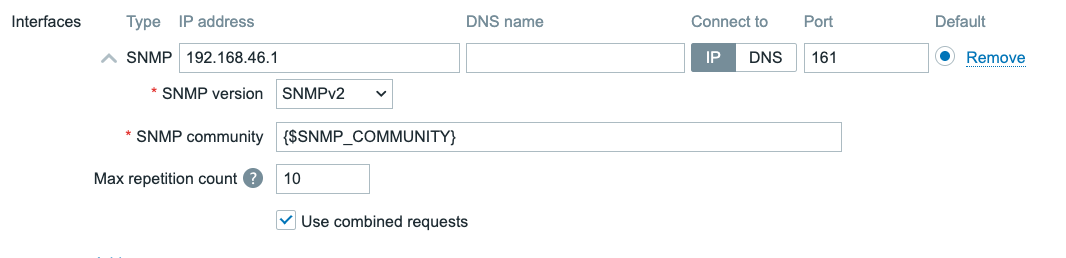 Interfaces Type IP address DNS name Connect to Port Default
SNMP 192.168.46.1 IP DNS 161 Remove
* SNMP version SNMPv2
* SNMP community {$SNMP_COMMUNITY}
Max repetition count ? 10
Use combined requests